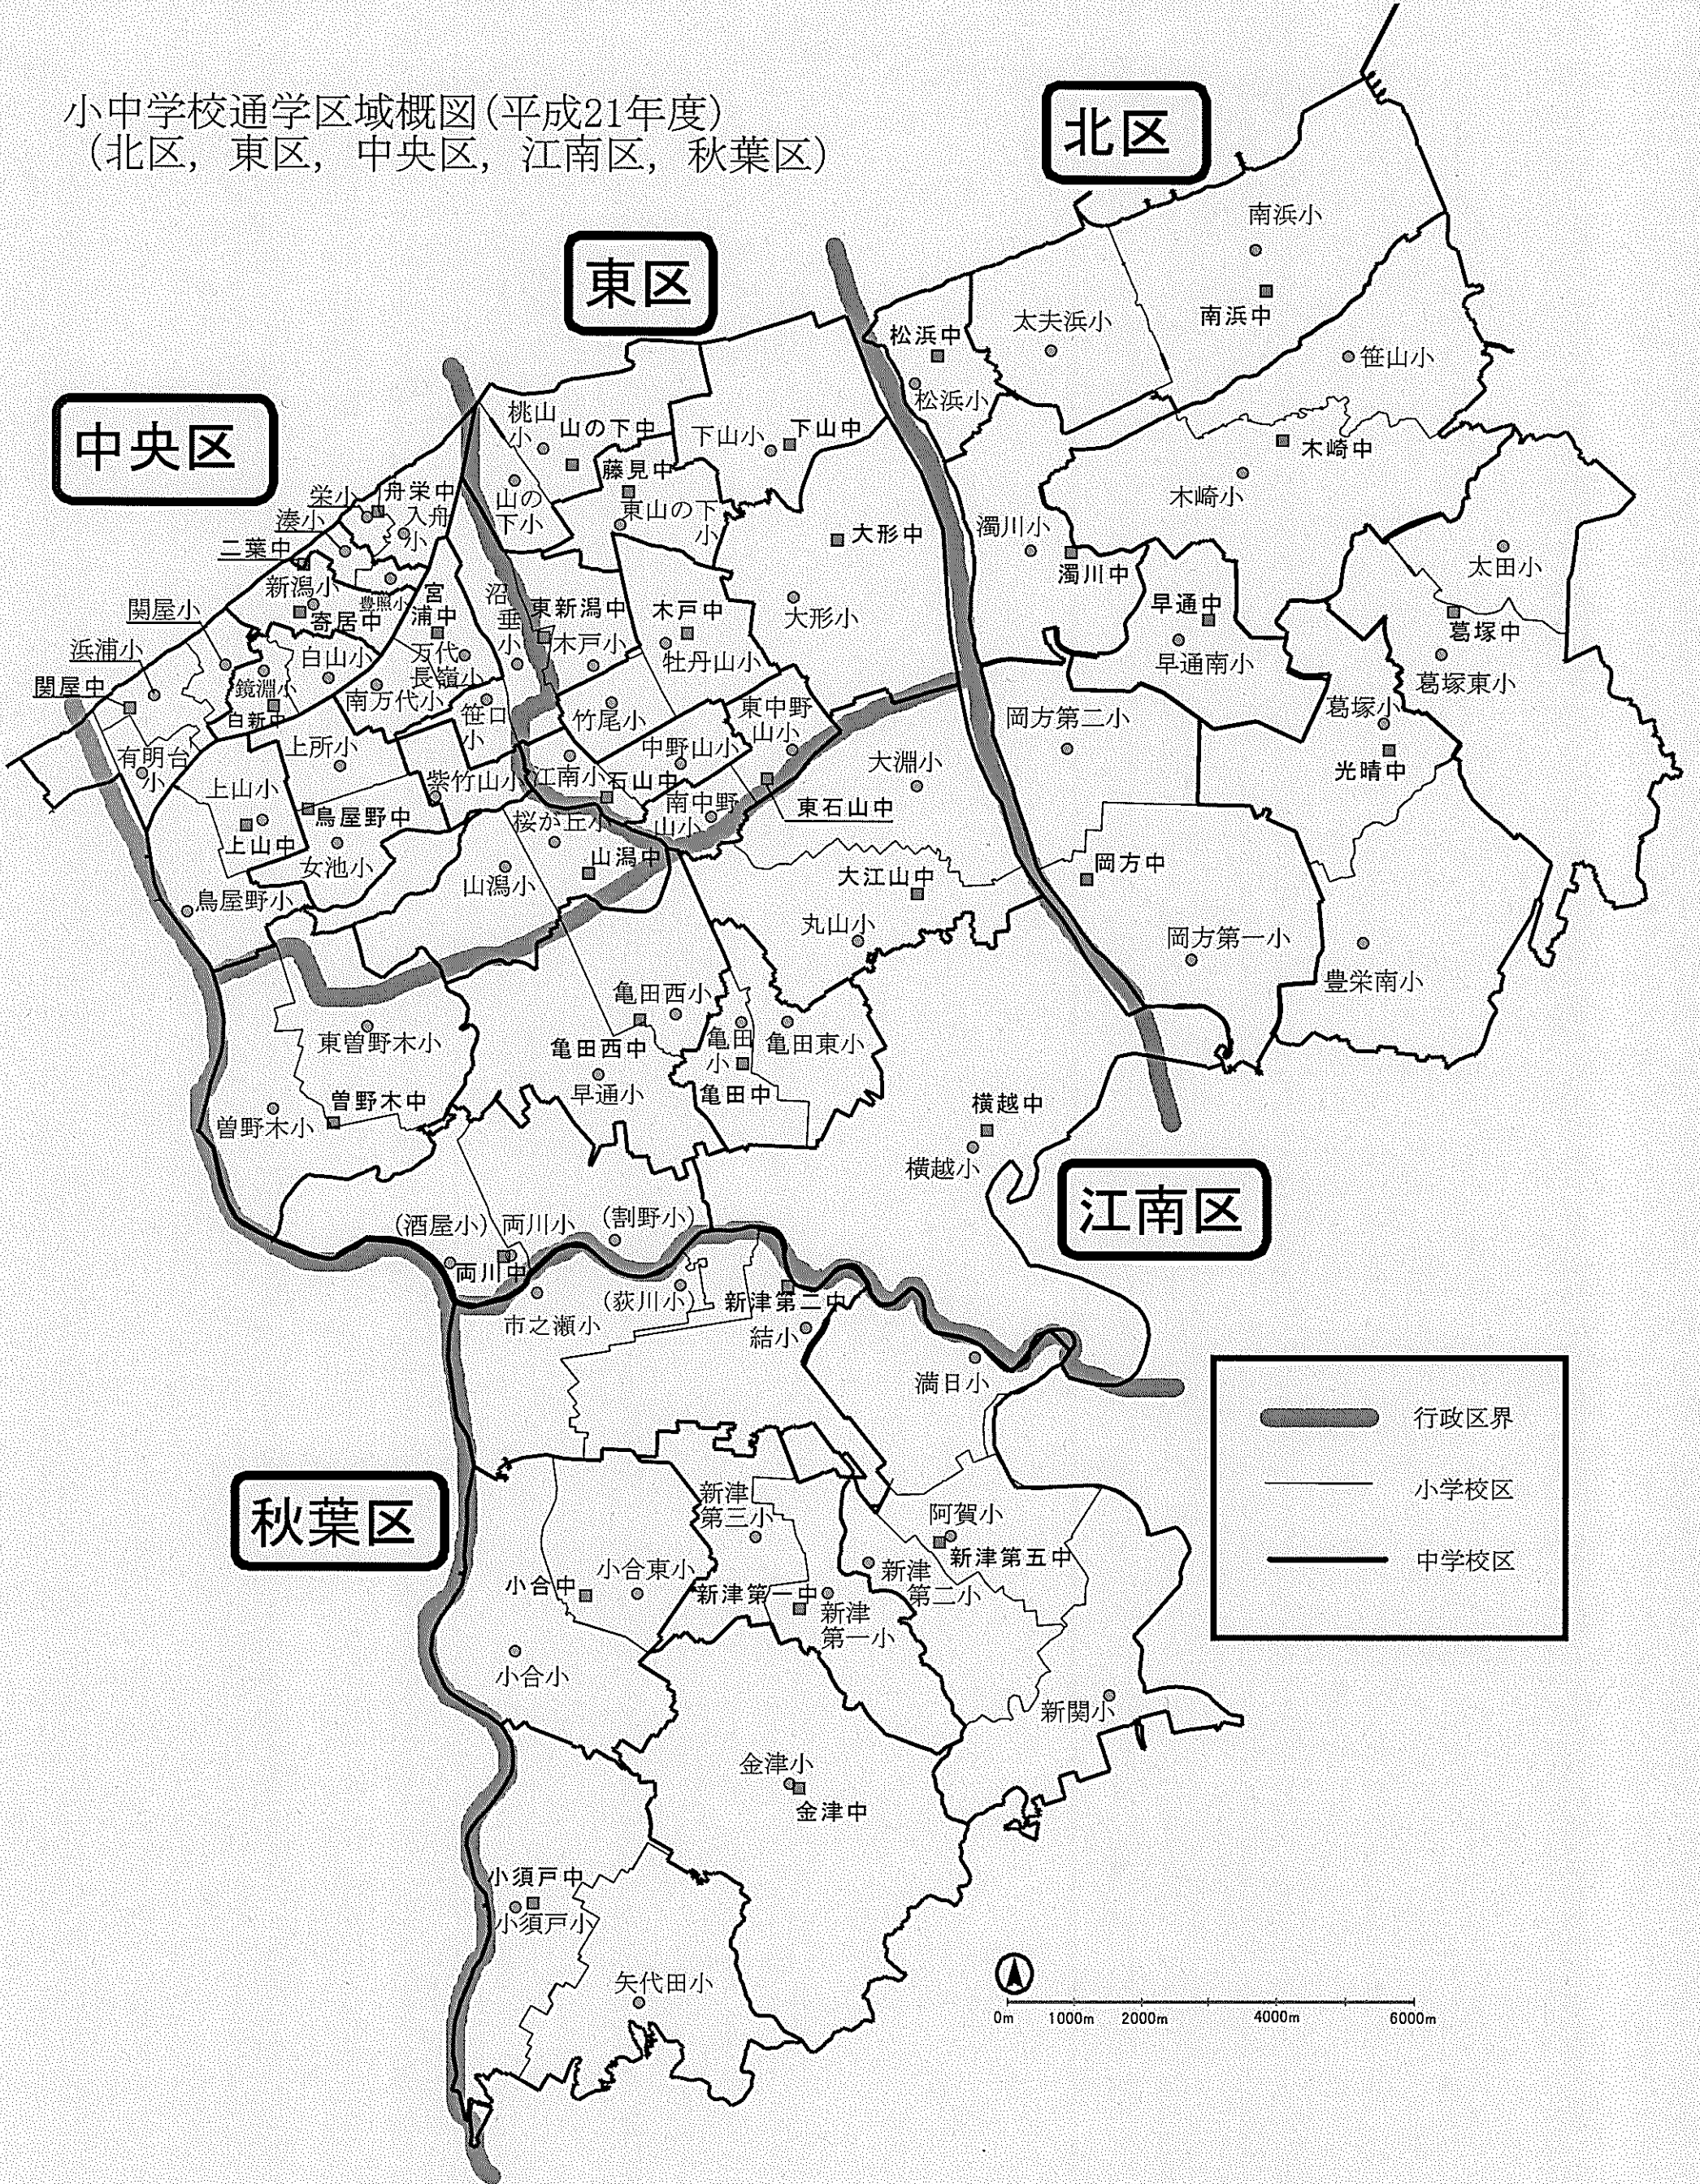 小中学校通学区域概図(平成21年度)
(北区, 東区, 中央区, 江南区, 秋葉区)
北区
南浜小
南浜中
東区
松浜中
太夫浜小
笹山小
松浜小
中央区
桃山
小
山の下中
下山小
下山中
木崎中
藤見中
木崎小
栄小
舟栄中
湊小
入舟
小
山の
下小
東山の下
小
大形中
濁川小
濁川中
太田小
二葉中
新潟小
豊照小
宮
浦中
沼
垂
小
東新潟中
木戸中
大形小
早通中
葛塚中
関屋小
寄居中
木戸小
牡丹山小
早通南小
葛塚東小
浜浦小
白山小
万代
長嶺小
関屋中
鏡淵小
南万代小
白新中
笹口
小
竹尾小
東中野
山小
岡方第二小
葛塚小
有明台
小
上所小
中野山小
大淵小
光晴中
上山小
紫竹山小
江南小
石山中
鳥屋野中
桜が丘小
南中野
山小
東石山中
上山中
女池小
山潟小
山潟中
大江山中
岡方中
鳥屋野小
丸山小
岡方第一小
豊栄南小
亀田西小
東曽野木小
亀田西中
亀田
小
亀田東小
早通小
亀田中
曽野木中
曽野木小
横越中
横越小
江南区
(酒屋小)
両川小
(割野小)
両川中
(荻川小)
新津第二中
市之瀬小
結小
満日小
行政区界
小学校区
中学校区
秋葉区
新津
第三小
阿賀小
新津第五中
小合東小
新津
第二小
小合中
新津第一中
新津
第一小
小合小
新関小
金津小
金津中
小須戸中
小須戸小
矢代田小
0m 1000m 2000m 4000m 6000m